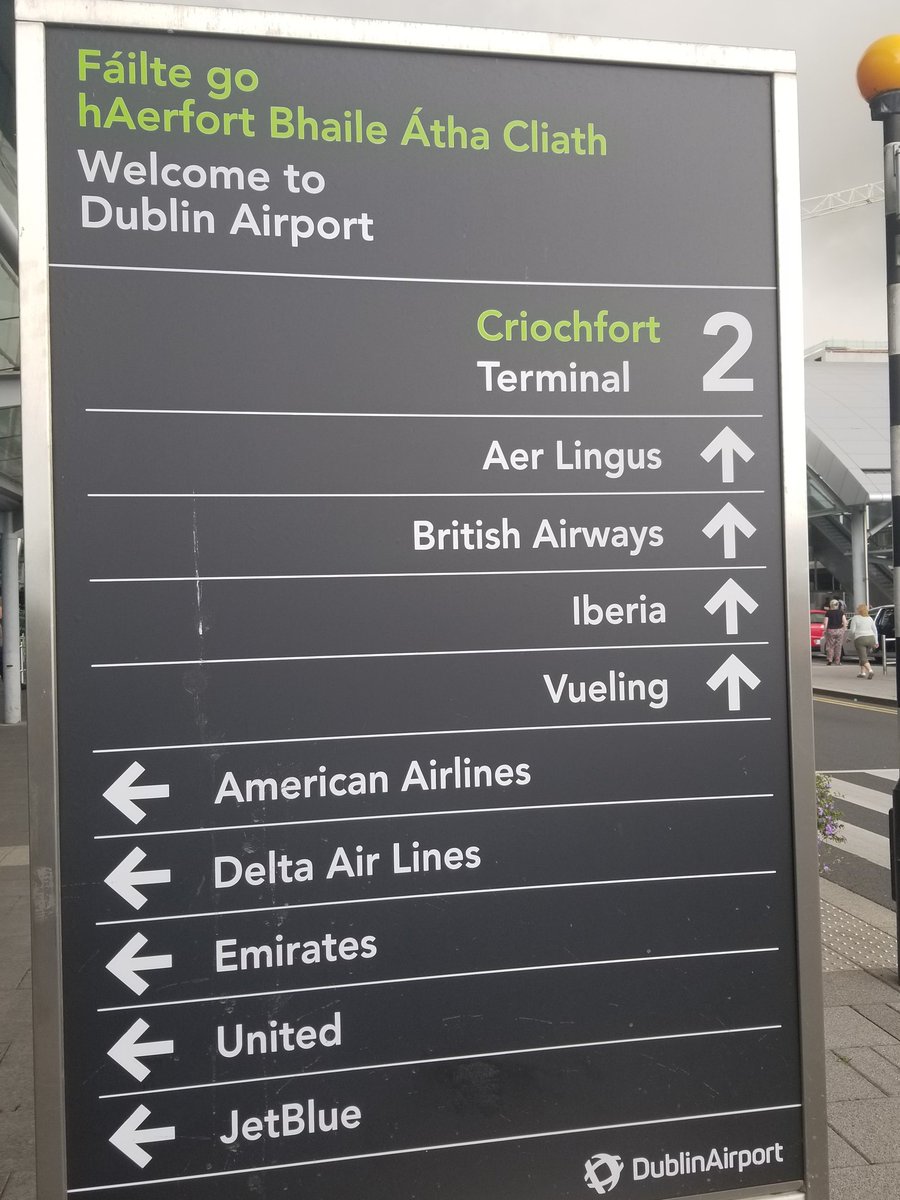 Fáilte go
hAerfort Bhaile Átha Cliath
Welcome to
Dublin Airport
Criochfort
Terminal 2
Aer Lingus
British Airways
Iberia
Vueling
American Airlines
Delta Air Lines
Emirates
United
JetBlue
DublinAirport